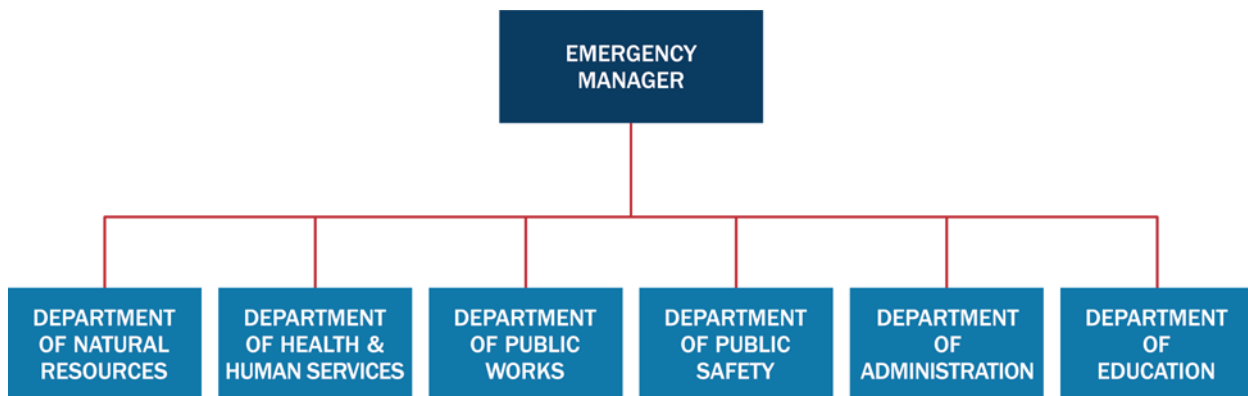 EMERGENCY
MANAGER
DEPARTMENT
OF NATURAL
RESOURCES
DEPARTMENT
OF HEALTH &
HUMAN SERVICES
DEPARTMENT
OF PUBLIC
WORKS
DEPARTMENT
OF PUBLIC
SAFETY
DEPARTMENT
OF
ADMINISTRATION
DEPARTMENT
OF
EDUCATION